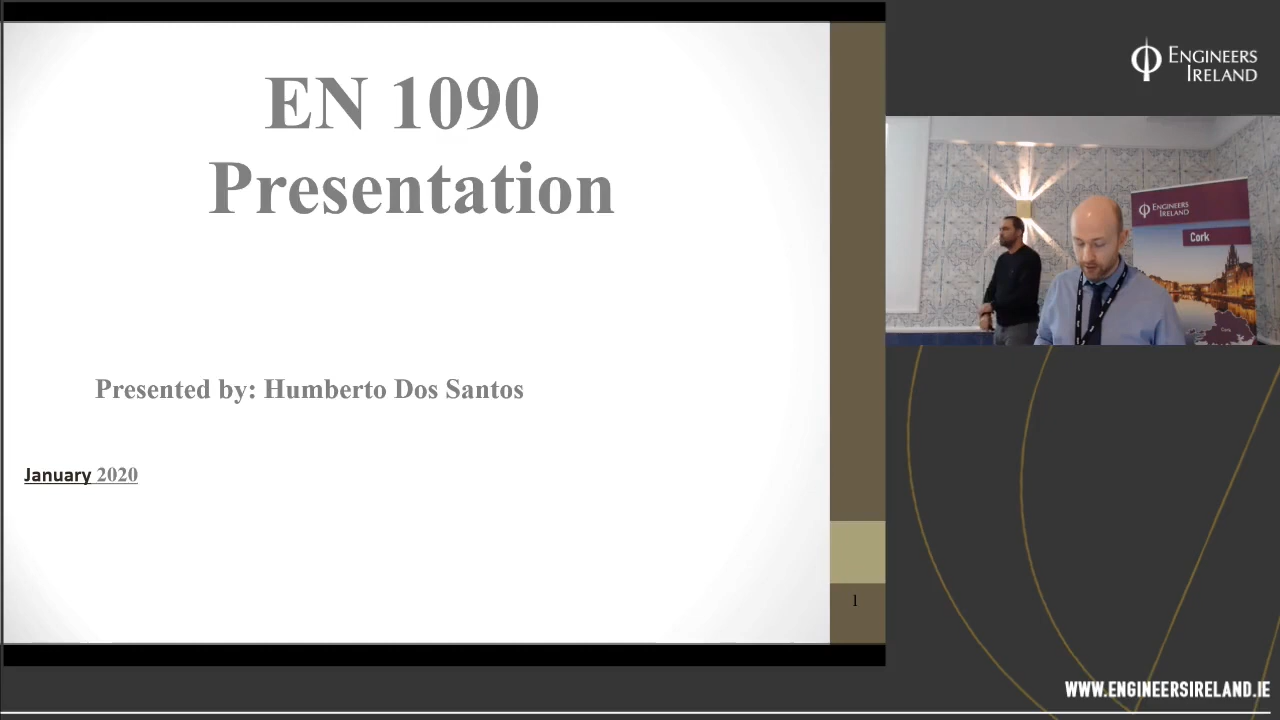 EN 1090
Presentation
Presented by: Humberto Dos Santos
January 2020
1
ENGINEERS
IRELAND
ENGINEERS
IRELAND
Cork
WWW.ENGINEERSIRELAND.IE